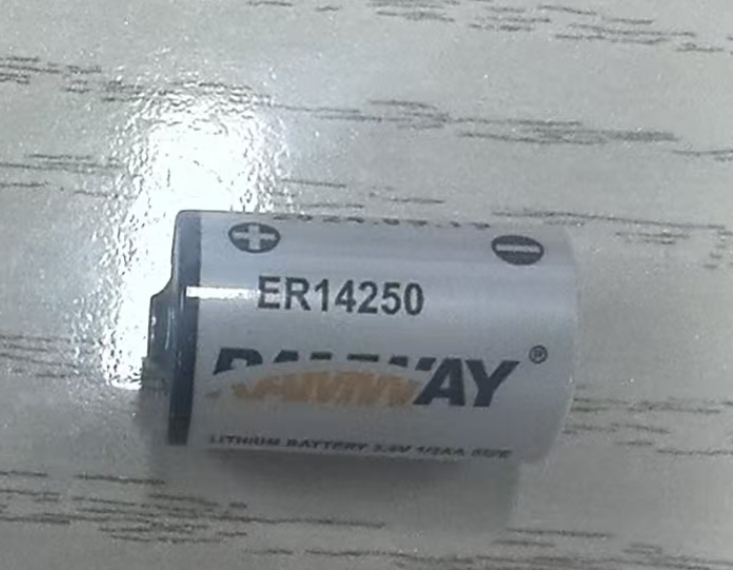 ER14250
RAMWAY®
LITHIUM BATTERY 3.6V 1/2AA SIZE